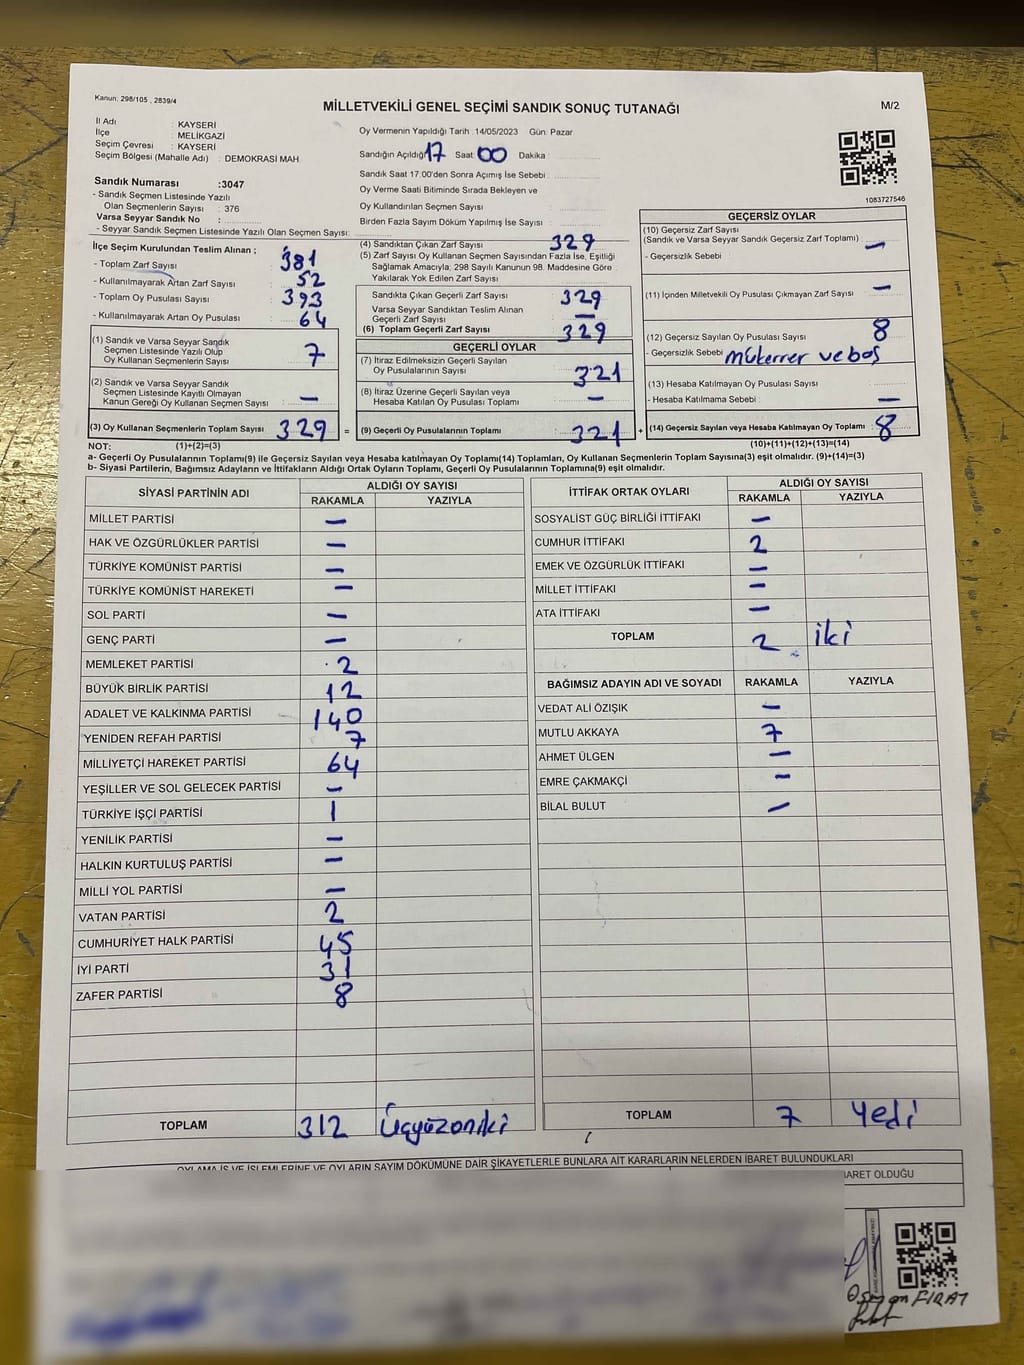 Kanun: 298/105 , 2839/4
MİLLETVEKİLİ GENEL SEÇİMİ SANDIK SONUÇ TUTANAĞI
M/2
İl Adı : KAYSERİ
İlçe : MELİKGAZİ
Seçim Çevresi : KAYSERİ
Seçim Bölgesi (Mahalle Adı) : DEMOKRASİ MAH.
Sandık Numarası :3047
- Sandık Seçmen Listesinde Yazılı
Olan Seçmenlerin Sayısı : 376
Varsa Seyyar Sandık No :
- Seyyar Sandık Seçmen Listesinde Yazılı Olan Seçmen Sayısı:
Oy Vermenin Yapıldığı Tarih :14/05/2023 Gün: Pazar
Sandığın Açıldığı 17 Saat 00 Dakika :
Sandık Saat 17.00'den Sonra Açımış İse Sebebi :
Oy Verme Saati Bitiminde Sırada Bekleyen ve
Oy Kullandırılan Seçmen Sayısı :
Birden Fazla Sayım Döküm Yapılmış İse Sayısı :
1083727546
İlçe Seçim Kurulundan Teslim Alınan ;
- Toplam Zarf Sayısı : 381
- Kullanılmayarak Artan Zarf Sayısı : 52
- Toplam Oy Pusulası Sayısı : 393
- Kullanılmayarak Artan Oy Pusulası : 64
(1) Sandık ve Varsa Seyyar Sandık
Seçmen Listesinde Yazılı Olup
Oy Kullanan Seçmenlerin Sayısı : 7
(2) Sandık ve Varsa Seyyar Sandık
Seçmen Listesinde Kayıtlı Olmayan
Kanun Gereği Oy Kullanan Seçmen Sayısı : –
(3) Oy Kullanan Seçmenlerin Toplam Sayısı : 329 =
(4) Sandıktan Çıkan Zarf Sayısı : 329
(5) Zarf Sayısı Oy Kullanan Seçmen Sayısından Fazla İse, Eşitliği
Sağlamak Amacıyla; 298 Sayılı Kanunun 98. Maddesine Göre
Yakılarak Yok Edilen Zarf Sayısı :
Sandıkta Çıkan Geçerli Zarf Sayısı : 329
Varsa Seyyar Sandıktan Teslim Alınan
Geçerli Zarf Sayısı : –
(6) Toplam Geçerli Zarf Sayısı : 329
GEÇERLİ OYLAR
(7) İtiraz Edilmeksizin Geçerli Sayılan
Oy Pusulalarının Sayısı : 321
(8) İtiraz Üzerine Geçerli Sayılan veya
Hesaba Katılan Oy Pusulası Toplamı : –
(9) Geçerli Oy Pusulalarının Toplamı : 321 +
GEÇERSİZ OYLAR
(10) Geçersiz Zarf Sayısı
(Sandık ve Varsa Seyyar Sandık Geçersiz Zarf Toplamı) : –
- Geçersizlik Sebebi :
(11) İçinden Milletvekili Oy Pusulası Çıkmayan Zarf Sayısı : –
(12) Geçersiz Sayılan Oy Pusulası Sayısı : 8
- Geçersizlik Sebebi : mükerrer ve boş
(13) Hesaba Katılmayan Oy Pusulası Sayısı :
- Hesaba Katılmama Sebebi : –
(14) Geçersiz Sayılan veya Hesaba Katılmayan Oy Toplamı : 8
NOT: (1)+(2)=(3) (10)+(11)+(12)+(13)=(14)
a- Geçerli Oy Pusulalarının Toplamı(9) ile Geçersiz Sayılan veya Hesaba katılmayan Oy Toplamı(14) Toplamları, Oy Kullanan Seçmenlerin Toplam Sayısına(3) eşit olmalıdır. (9)+(14)=(3)
b- Siyasi Partilerin, Bağımsız Adayların ve İttifakların Aldığı Ortak Oyların Toplamı, Geçerli Oy Pusulalarının Toplamına(9) eşit olmalıdır.
SİYASİ PARTİNİN ADI ALDIĞI OY SAYISI
RAKAMLA YAZIYLA
MİLLET PARTİSİ –
HAK VE ÖZGÜRLÜKLER PARTİSİ –
TÜRKİYE KOMÜNİST PARTİSİ –
TÜRKİYE KOMÜNİST HAREKETİ –
SOL PARTİ –
GENÇ PARTİ –
MEMLEKET PARTİSİ 2
BÜYÜK BİRLİK PARTİSİ 12
ADALET VE KALKINMA PARTİSİ 140
YENİDEN REFAH PARTİSİ 7
MİLLİYETÇİ HAREKET PARTİSİ 64
YEŞİLLER VE SOL GELECEK PARTİSİ –
TÜRKİYE İŞÇİ PARTİSİ 1
YENİLİK PARTİSİ –
HALKIN KURTULUŞ PARTİSİ –
MİLLİ YOL PARTİSİ –
VATAN PARTİSİ 2
CUMHURİYET HALK PARTİSİ 45
İYİ PARTİ 31
ZAFER PARTİSİ 8
TOPLAM 312 Üçyüzoniki
İTTİFAK ORTAK OYLARI ALDIĞI OY SAYISI
RAKAMLA YAZIYLA
SOSYALİST GÜÇ BİRLİĞİ İTTİFAKI –
CUMHUR İTTİFAKI 2
EMEK VE ÖZGÜRLÜK İTTİFAKI –
MİLLET İTTİFAKI –
ATA İTTİFAKI –
TOPLAM 2 iki
BAĞIMSIZ ADAYIN ADI VE SOYADI RAKAMLA YAZIYLA
VEDAT ALİ ÖZIŞIK –
MUTLU AKKAYA 7
AHMET ÜLGEN –
EMRE ÇAKMAKÇİ –
BİLAL BULUT –
TOPLAM 7 Yedi
OYLAMA İŞ VE İŞLEMLERİNE VE OYLARIN SAYIM DÖKÜMÜNE DAİR ŞİKAYETLERLE BUNLARA AİT KARARLARIN NELERDEN İBARET BULUNDUKLARI
İBARET OLDUĞU
FIRAT